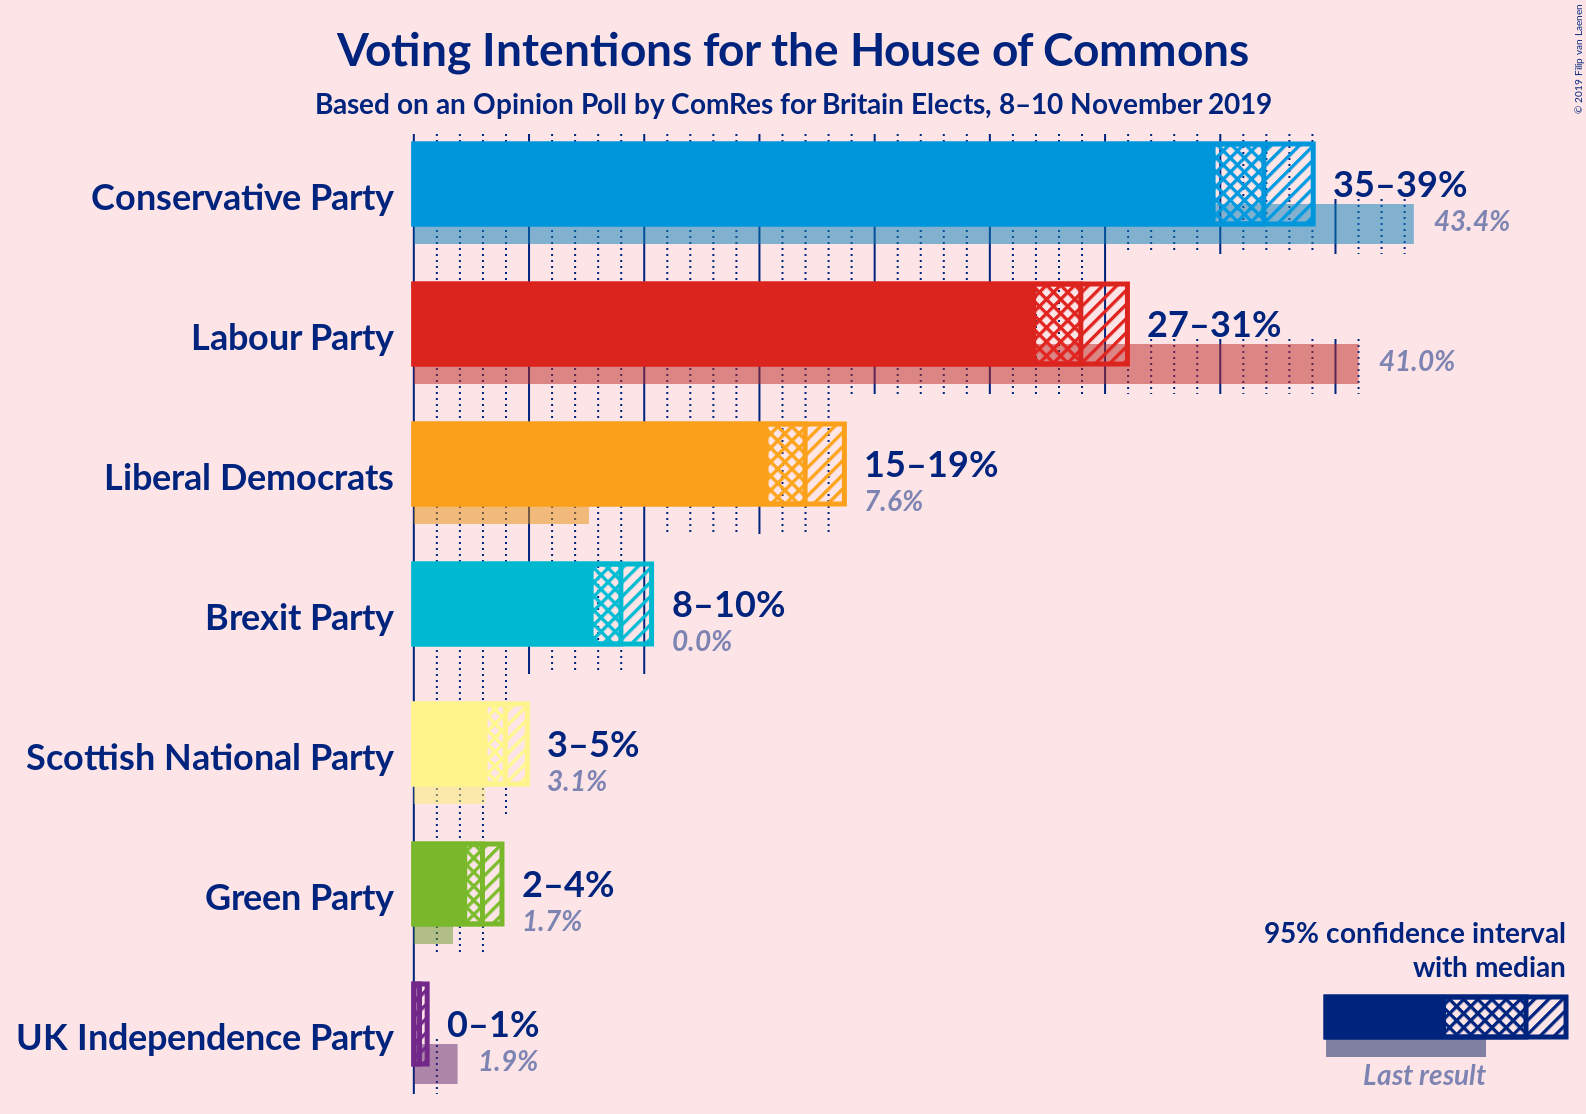 Voting Intentions for the House of Commons
Based on an Opinion Poll by ComRes for Britain Elects, 8–10 November 2019
© 2019 Filip van Laenen
Conservative Party
35–39%
43.4%
Labour Party
27–31%
41.0%
Liberal Democrats
15–19%
7.6%
Brexit Party
8–10%
0.0%
Scottish National Party
3–5%
3.1%
Green Party
2–4%
1.7%
UK Independence Party
0–1%
1.9%
95% confidence interval
with median
Last result